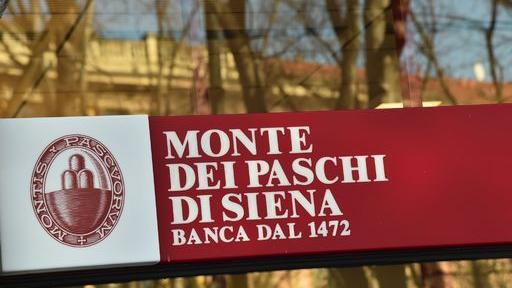 MONTIS PASCUORUM
MONTE
DEI PASCHI
DI SIENA
BANCA DAL 1472